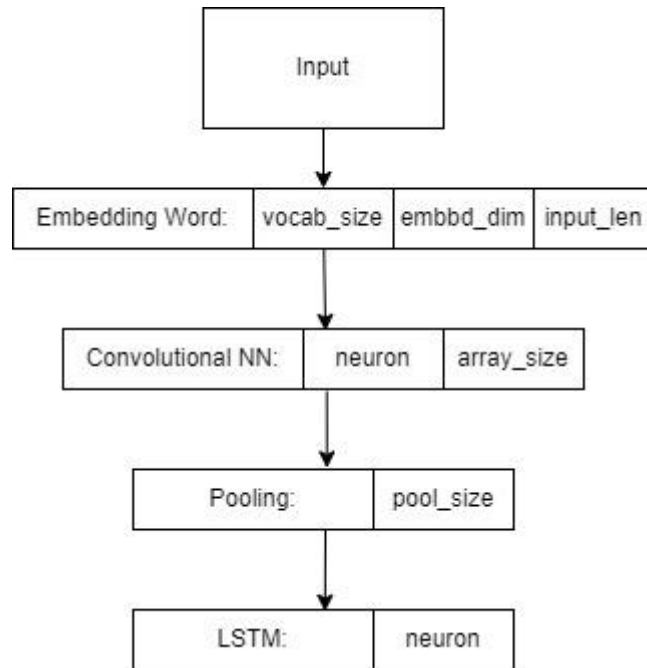 Input
Embedding Word: vocab_size embbd_dim input_len
Convolutional NN: neuron array_size
Pooling: pool_size
LSTM: neuron